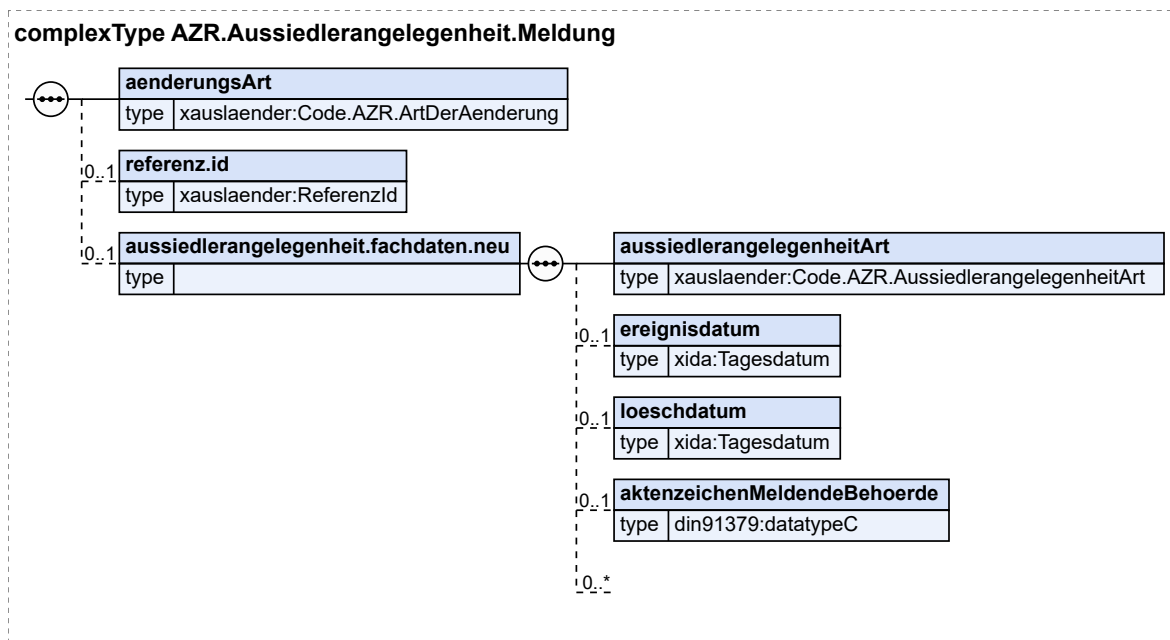 complexType AZR.Aussiedlerangelegenheit.Meldung
aenderungsArt
type xauslaender:Code.AZR.ArtDerAenderung
0..1 referenz.id
type xauslaender:ReferenzId
0..1 aussiedlerangelegenheit.fachdaten.neu
type
aussiedlerangelegenheitArt
type xauslaender:Code.AZR.AussiedlerangelegenheitArt
0..1 ereignisdatum
type xida:Tagesdatum
0..1 loeschdatum
type xida:Tagesdatum
0..1 aktenzeichenMeldendeBehoerde
type din91379:datatypeC
0..*